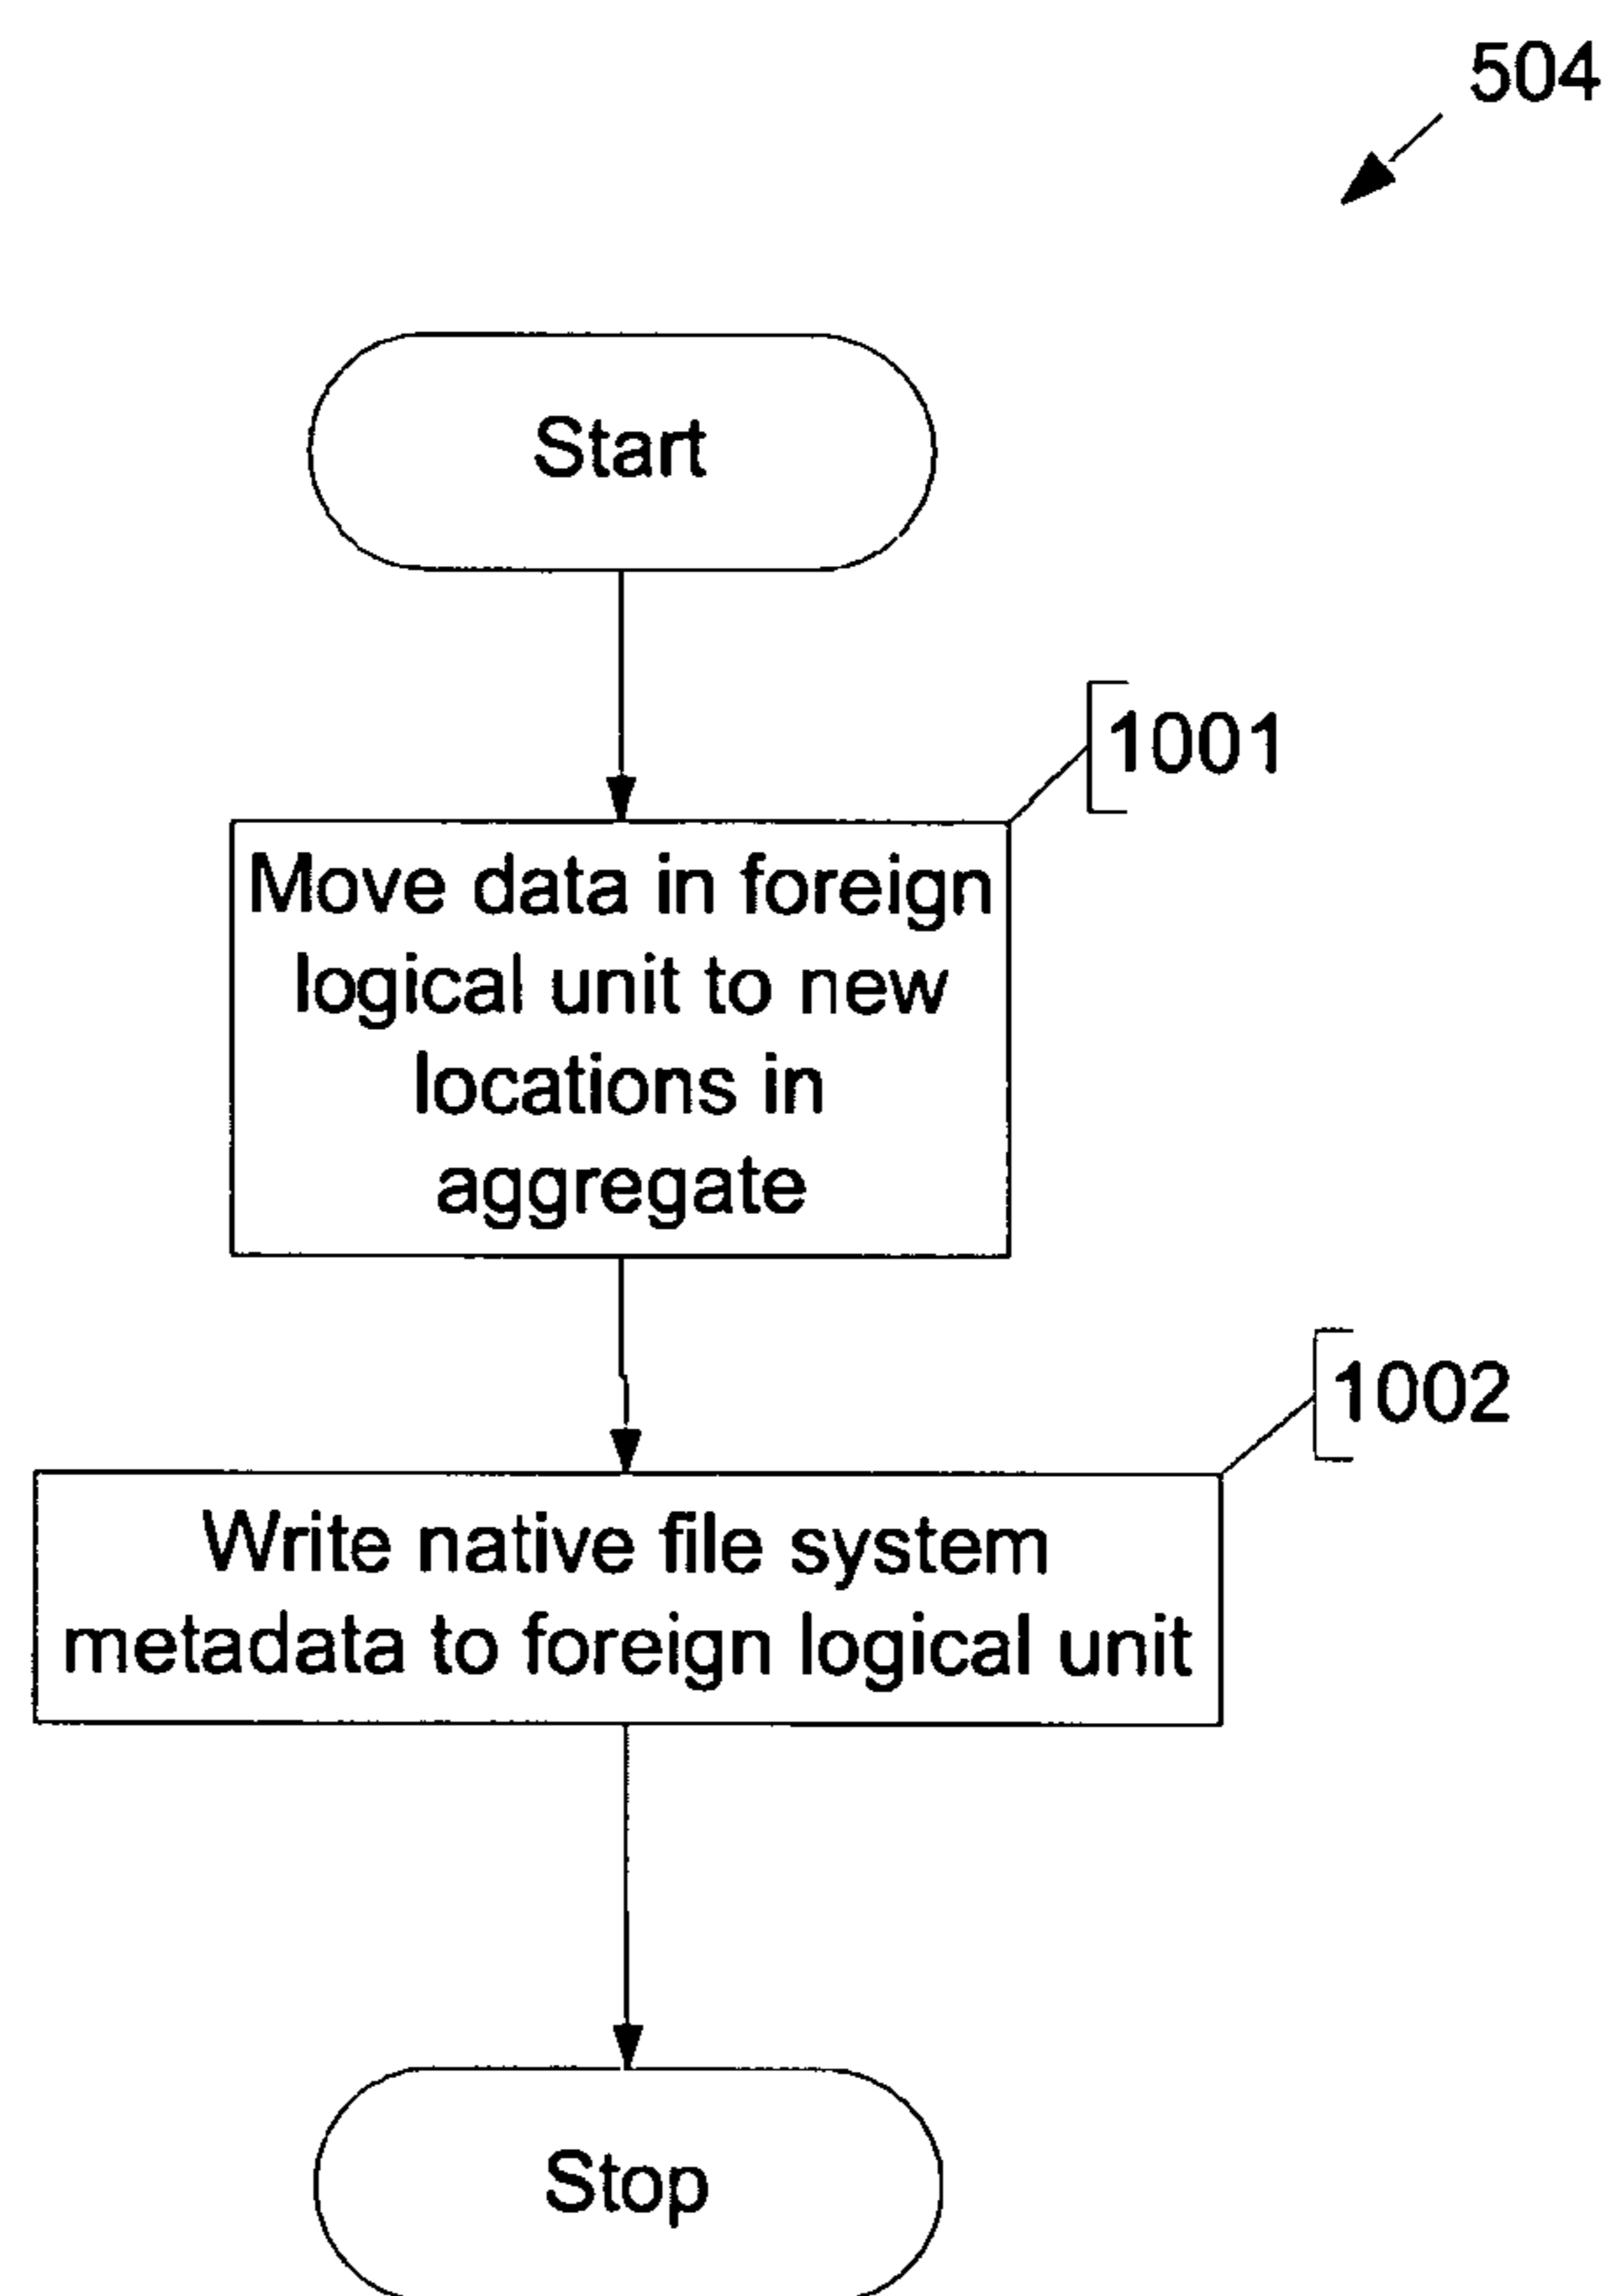 504
Start
1001
Move data in foreign
logical unit to new
locations in
aggregate
1002
Write native file system
metadata to foreign logical unit
Stop